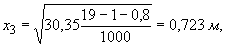 x₃ = √(30,35 (19 − 1 − 0,8)/1000) = 0,723 м,